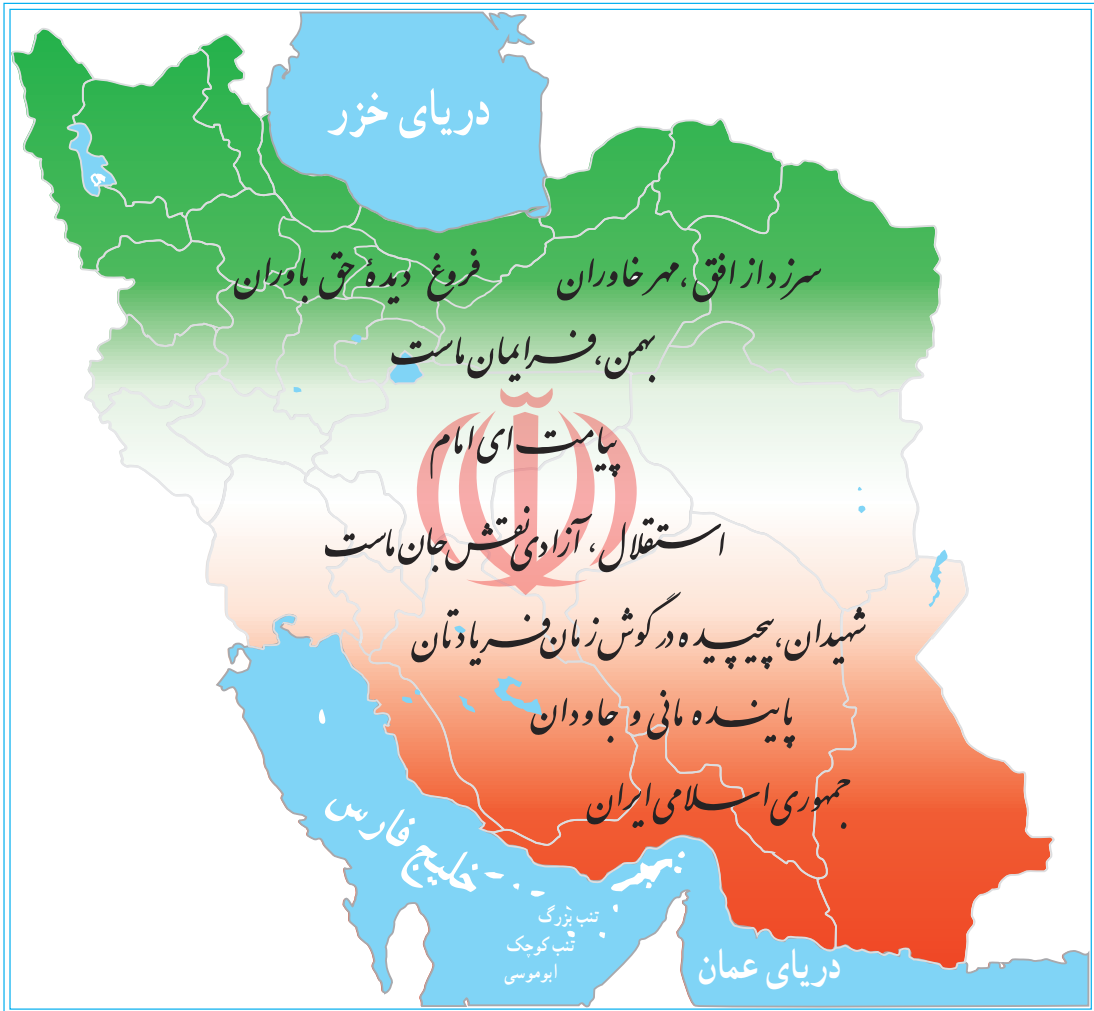 دریای خزر
سرزد از افق، مهر خاوران فروغ دیدهٔ حق باوران
بهمن، فر ایمان ماست
پیامت ای امام
استقلال، آزادی نقش جان ماست
شهیدان، پیچیده در گوش زمان فریادتان
پاینده مانی و جاودان
جمهوری اسلامی ایران
خلیج فارس
تنب بزرگ
تنب کوچک
ابوموسی
دریای عمان